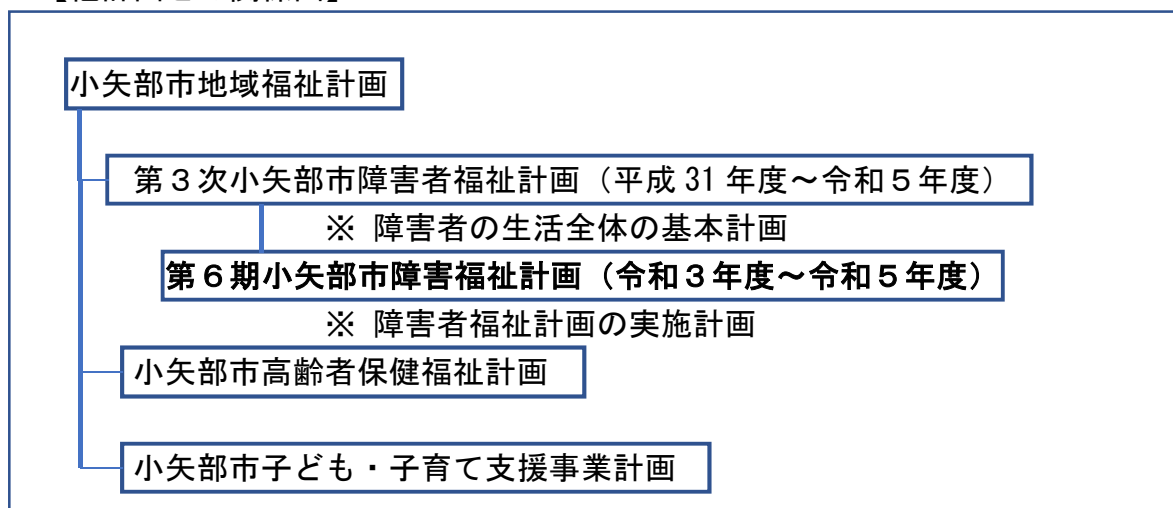 小矢部市地域福祉計画
第３次小矢部市障害者福祉計画（平成 31 年度～令和５年度）
※ 障害者の生活全体の基本計画
第６期小矢部市障害福祉計画（令和３年度～令和５年度）
※ 障害者福祉計画の実施計画
小矢部市高齢者保健福祉計画
小矢部市子ども・子育て支援事業計画